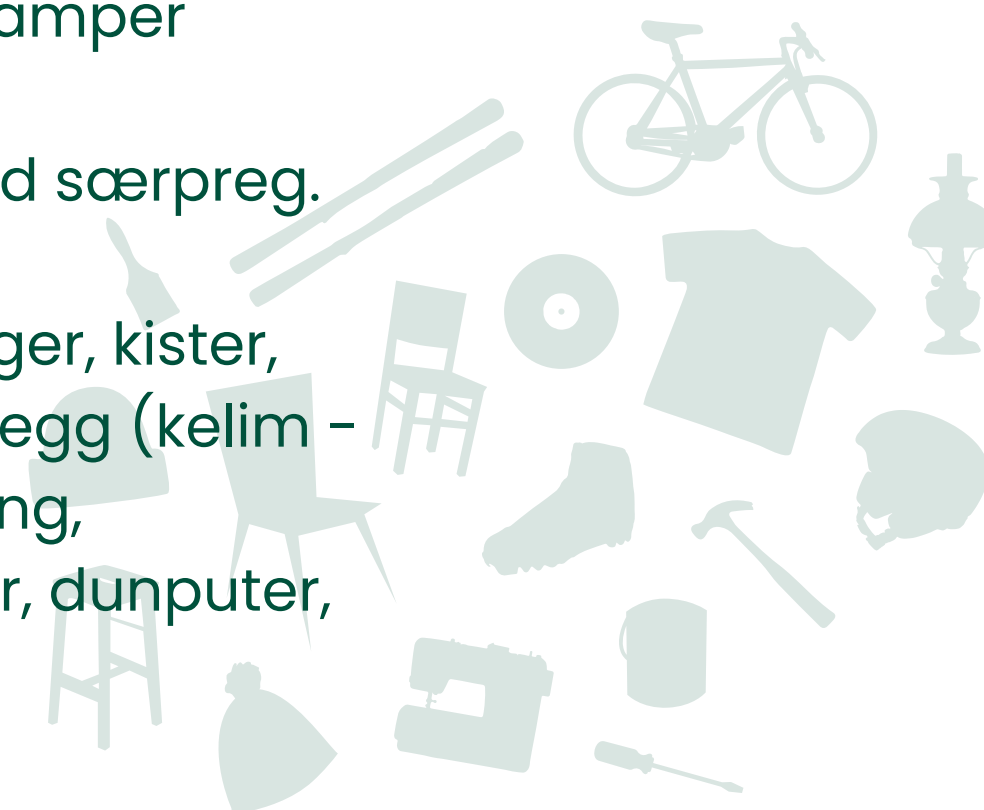 amper
d særpreg.
ger, kister,
egg (kelim -
ng,
r, dunputer,